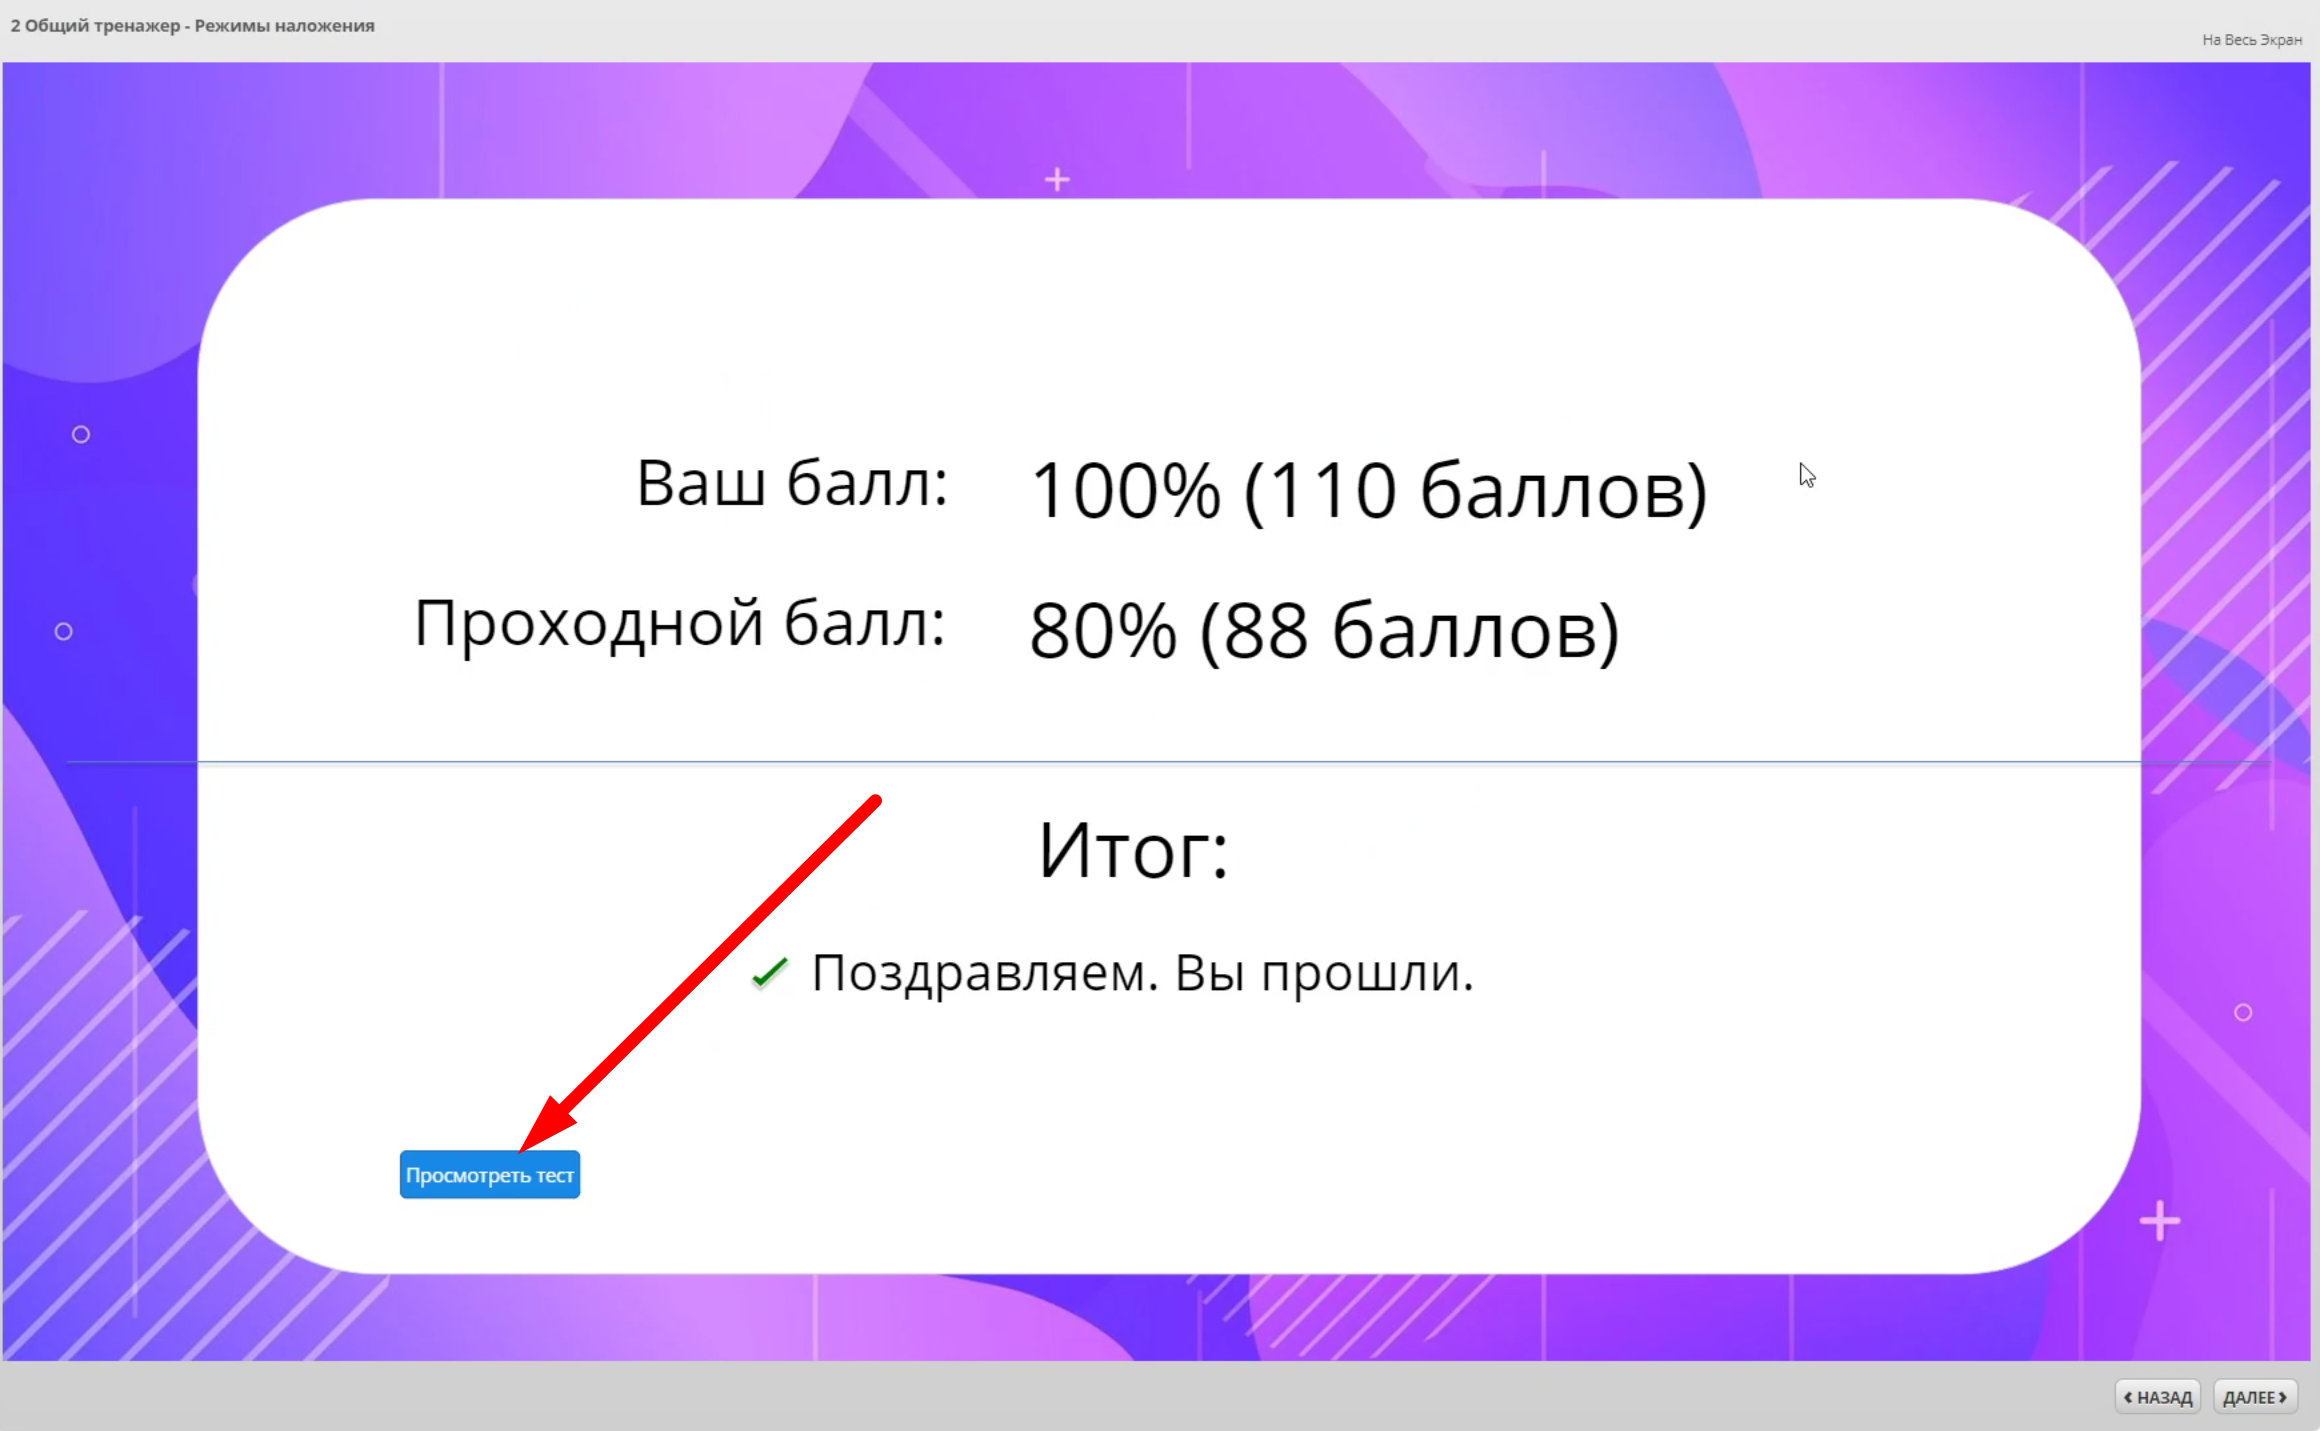 2 Общий тренажер - Режимы наложения
На Весь Экран
Ваш балл: 100% (110 баллов)
Проходной балл: 80% (88 баллов)
Итог:
Поздравляем. Вы прошли.
Просмотреть тест
НАЗАД
ДАЛЕЕ